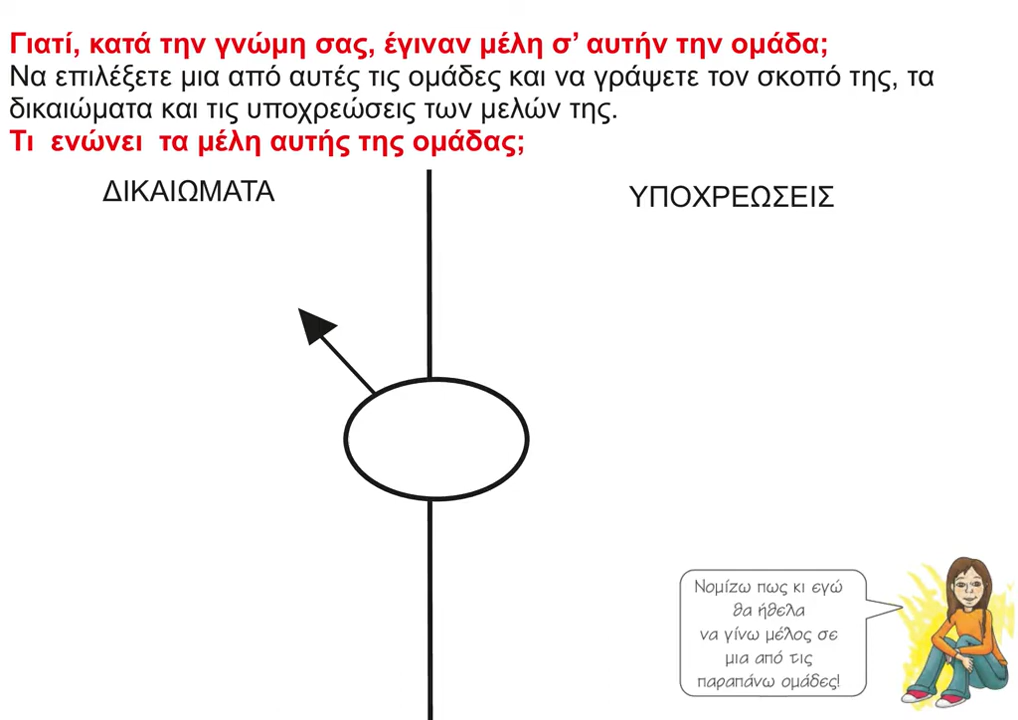 Γιατί, κατά την γνώμη σας, έγιναν μέλη σ’ αυτήν την ομάδα;
Να επιλέξετε μια από αυτές τις ομάδες και να γράψετε τον σκοπό της, τα
δικαιώματα και τις υποχρεώσεις των μελών της.
Τι ενώνει τα μέλη αυτής της ομάδας;
ΔΙΚΑΙΩΜΑΤΑ
ΥΠΟΧΡΕΩΣΕΙΣ
Νομίζω πως κι εγώ
θα ήθελα
να γίνω μέλος σε
μια από τις
παραπάνω ομάδες!